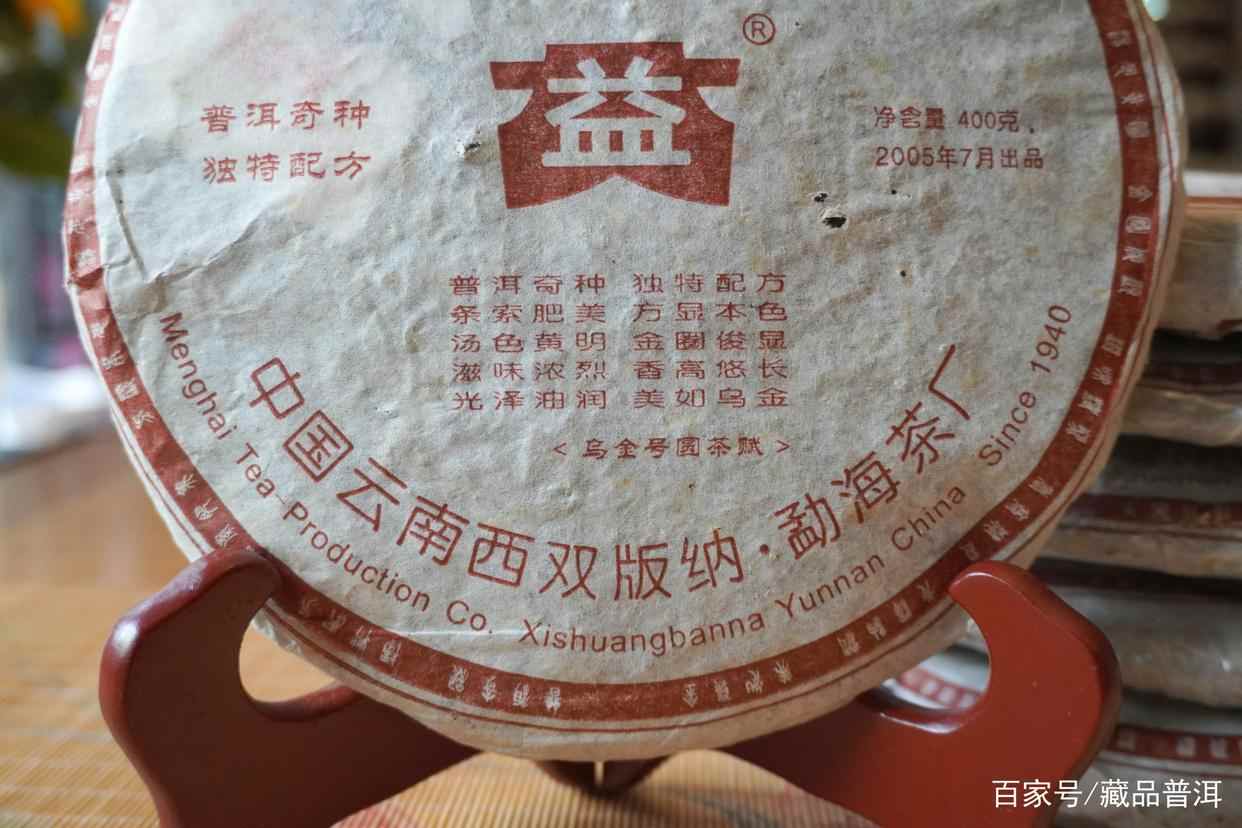 ®
益
普洱奇种
独特配方
净含量 400克
2005年7月出品
普洱奇种 独特配方
条索肥美 方显本色
汤色黄明 金圈俊显
滋味浓烈 香高悠长
光泽油润 美如乌金
<乌金号圆茶赋>
中国云南西双版纳·勐海茶厂
Menghai Tea Production Co. Xishuangbanna Yunnan China Since 1940
百家号/藏品普洱